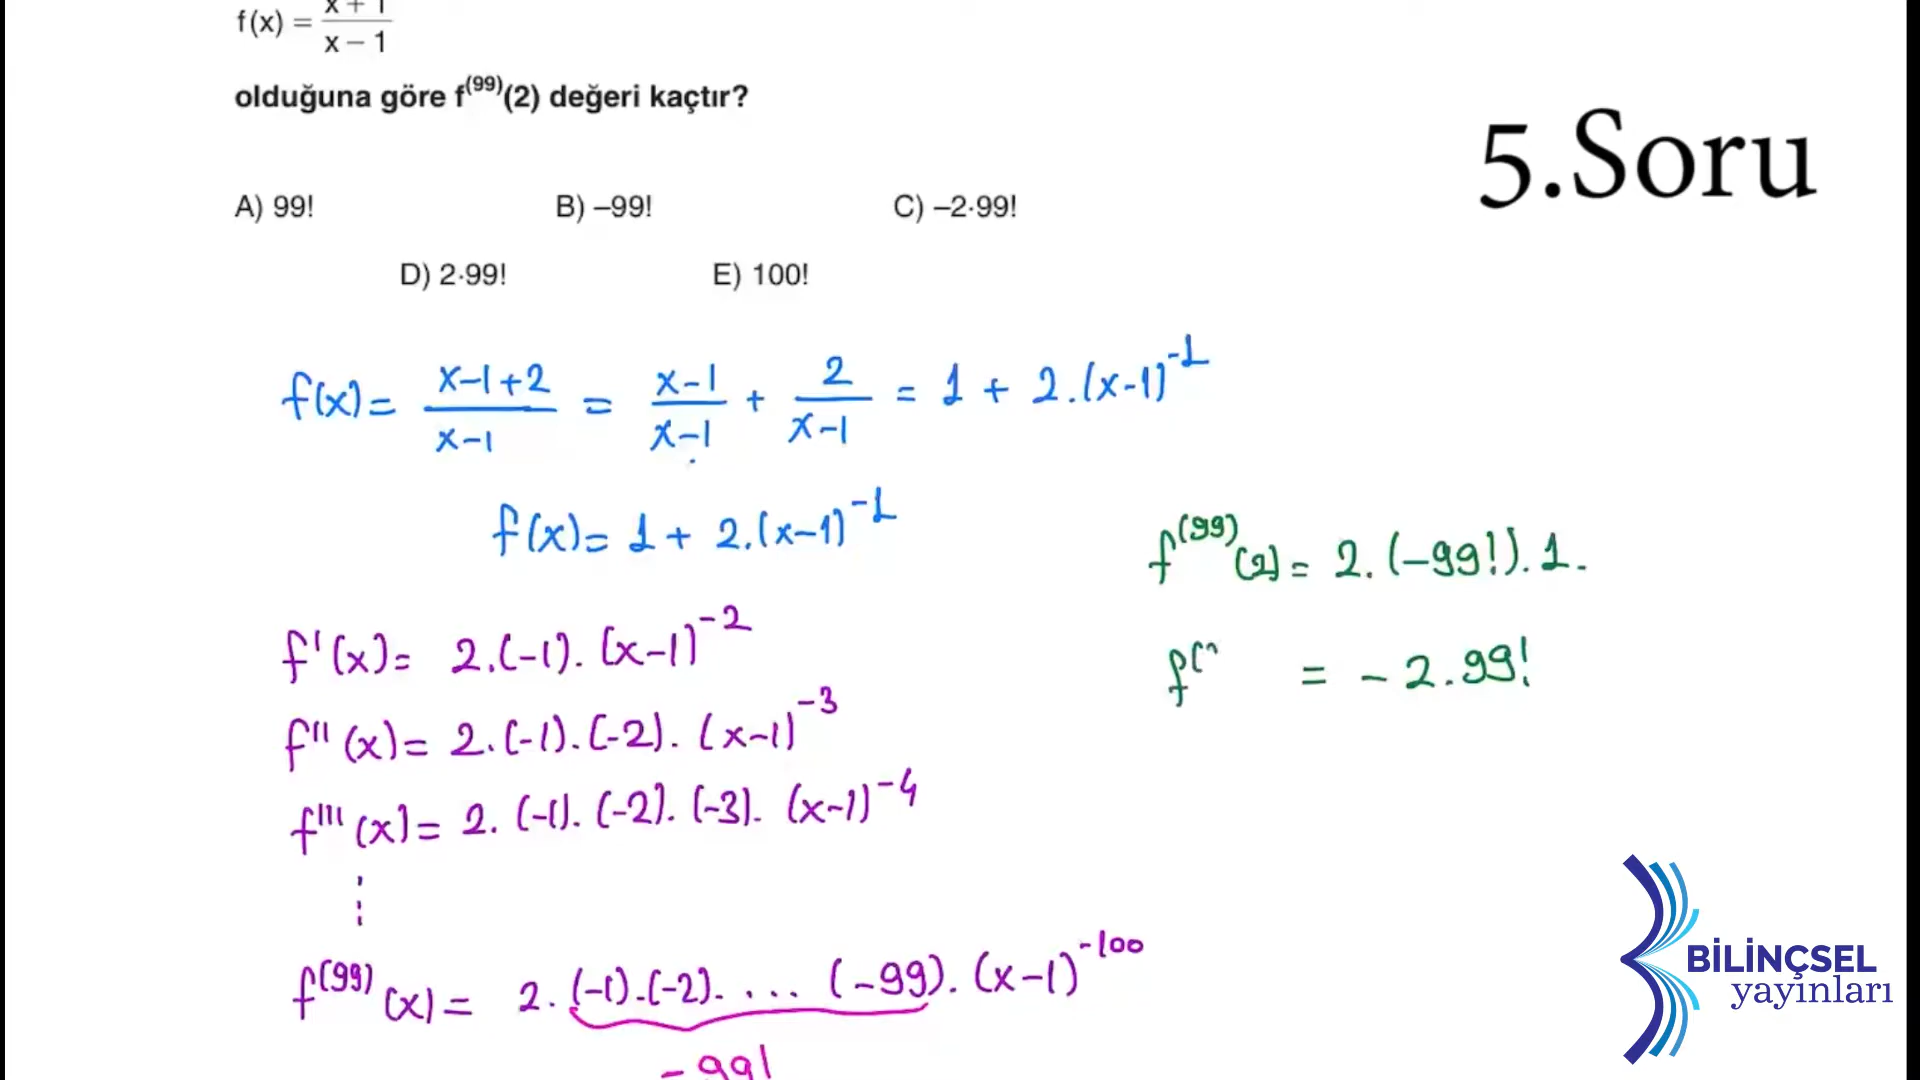 f(x) = x + 1 / x – 1
olduğuna göre f⁽⁹⁹⁾(2) değeri kaçtır?
5.Soru
A) 99! B) –99! C) –2·99!
D) 2·99! E) 100!
f(x) = x-1+2 / x-1 = x-1 / x-1 + 2 / x-1 = 1 + 2.(x-1)⁻¹
f(x) = 1 + 2.(x-1)⁻¹
f'(x) = 2.(-1).(x-1)⁻²
f''(x) = 2.(-1).(-2).(x-1)⁻³
f'''(x) = 2.(-1).(-2).(-3).(x-1)⁻⁴
⋮
f⁽⁹⁹⁾(x) = 2.(-1).(-2). .... (-99).(x-1)⁻¹⁰⁰
-99!
f⁽⁹⁹⁾(2) = 2.(-99!).1.
f( = -2.99!
BİLİNÇSEL
yayınları